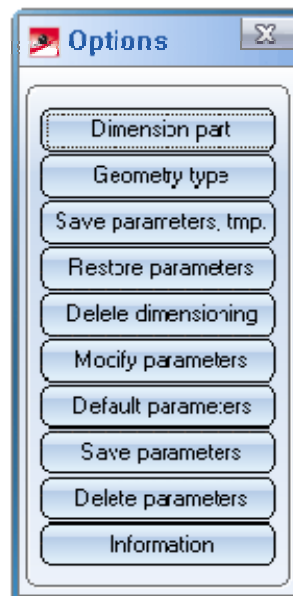 Options
Dimension part
Geometry type
Save parameters, tmp.
Restore parameters
Delete dimensioning
Modify parameters
Default parameters
Save parameters
Delete parameters
Information